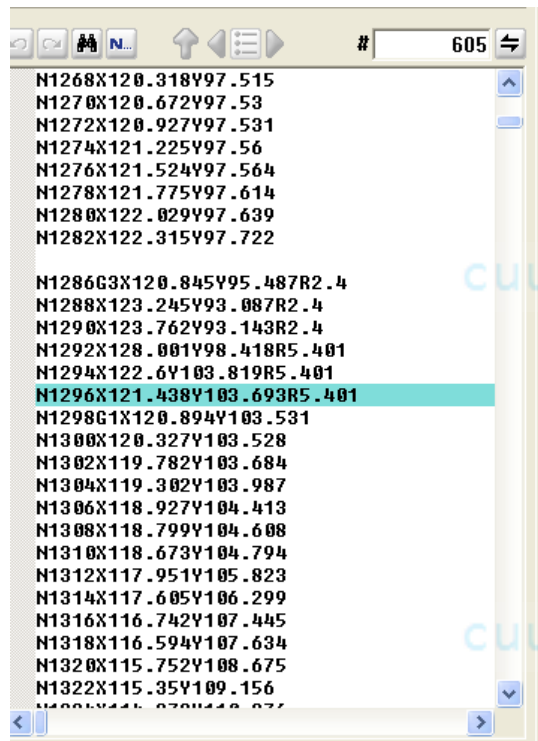 N...
# 605
N1268X120.318Y97.515
N1270X120.672Y97.53
N1272X120.927Y97.531
N1274X121.225Y97.56
N1276X121.524Y97.564
N1278X121.775Y97.614
N1280X122.029Y97.639
N1282X122.315Y97.722
cuu
N1286G3X120.845Y95.487R2.4
N1288X123.245Y93.087R2.4
N1290X123.762Y93.143R2.4
N1292X128.001Y98.418R5.401
N1294X122.6Y103.819R5.401
N1296X121.438Y103.693R5.401
N1298G1X120.894Y103.531
N1300X120.327Y103.528
N1302X119.782Y103.684
N1304X119.302Y103.987
N1306X118.927Y104.413
N1308X118.799Y104.608
N1310X118.673Y104.794
N1312X117.951Y105.823
N1314X117.605Y106.299
N1316X116.742Y107.445
N1318X116.594Y107.634
cuu
N1320X115.752Y108.675
N1322X115.35Y109.156